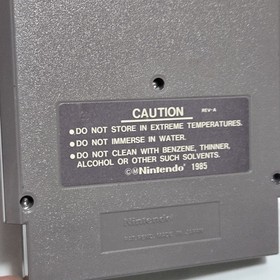 CAUTION REV-A
•DO NOT STORE IN EXTREME TEMPERATURES.
•DO NOT IMMERSE IN WATER.
•DO NOT CLEAN WITH BENZENE, THINNER,
ALCOHOL OR OTHER SUCH SOLVENTS.
©ⓂNintendo 1985
Nintendo